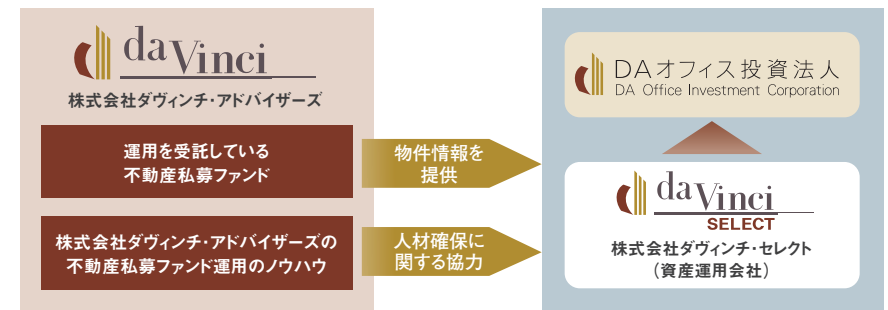 da Vinci
株式会社ダヴィンチ・アドバイザーズ
運用を受託している
不動産私募ファンド
株式会社ダヴィンチ・アドバイザーズの
不動産私募ファンド運用のノウハウ
物件情報を
提供
人材確保に
関する協力
DAオフィス投資法人
DA Office Investment Corporation
da Vinci
SELECT
株式会社ダヴィンチ・セレクト
（資産運用会社）